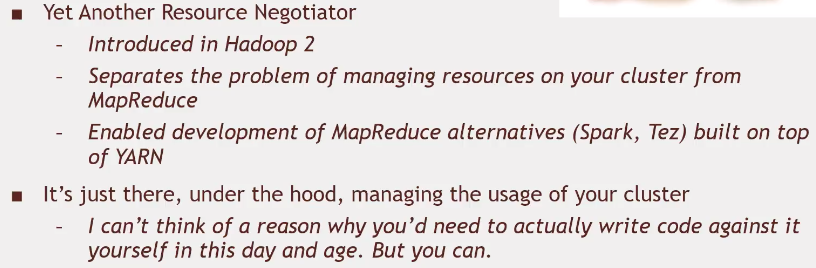 ■ Yet Another Resource Negotiator
– Introduced in Hadoop 2
– Separates the problem of managing resources on your cluster from
MapReduce
– Enabled development of MapReduce alternatives (Spark, Tez) built on top
of YARN
■ It's just there, under the hood, managing the usage of your cluster
– I can't think of a reason why you'd need to actually write code against it
yourself in this day and age. But you can.